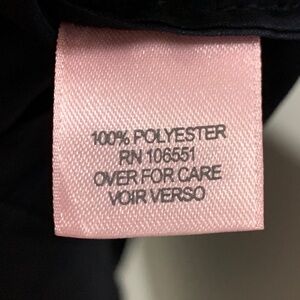 100% POLYESTER
RN 106551
OVER FOR CARE
VOIR VERSO